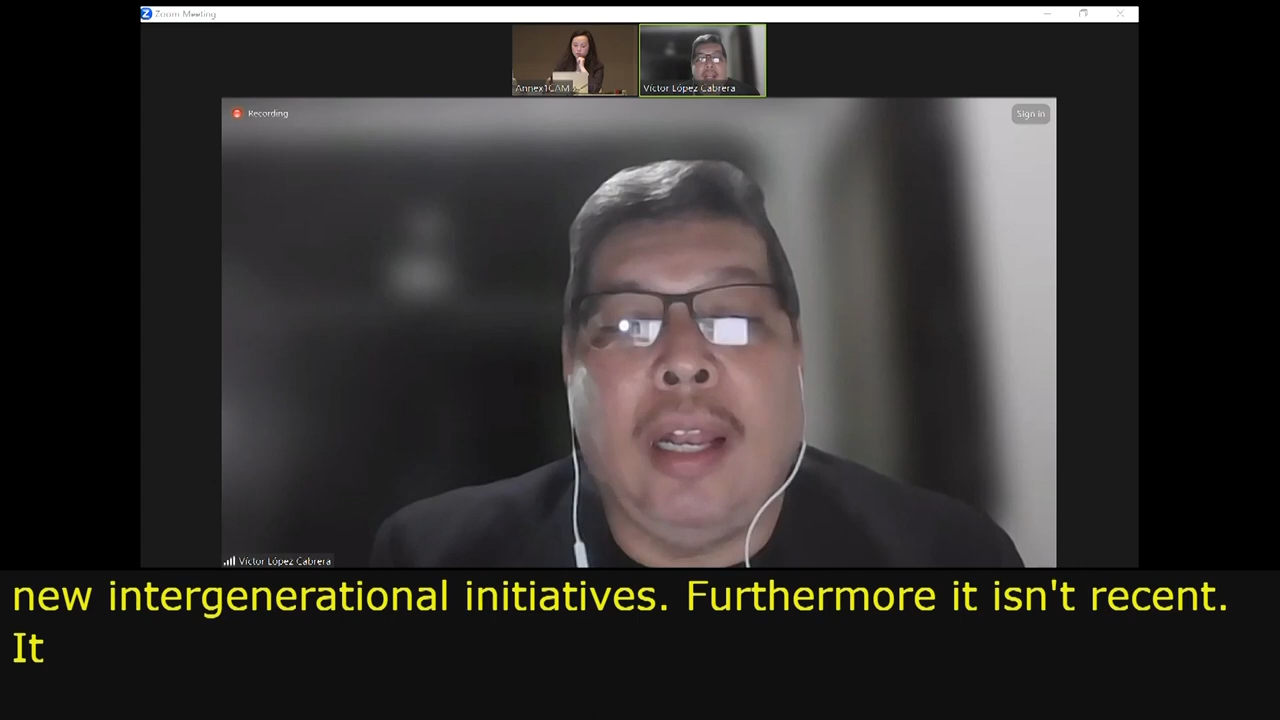 Zoom Meeting
Annex1CAM
Víctor López Cabrera
Recording
Sign in
Víctor López Cabrera
new intergenerational initiatives. Furthermore it isn't recent.
It